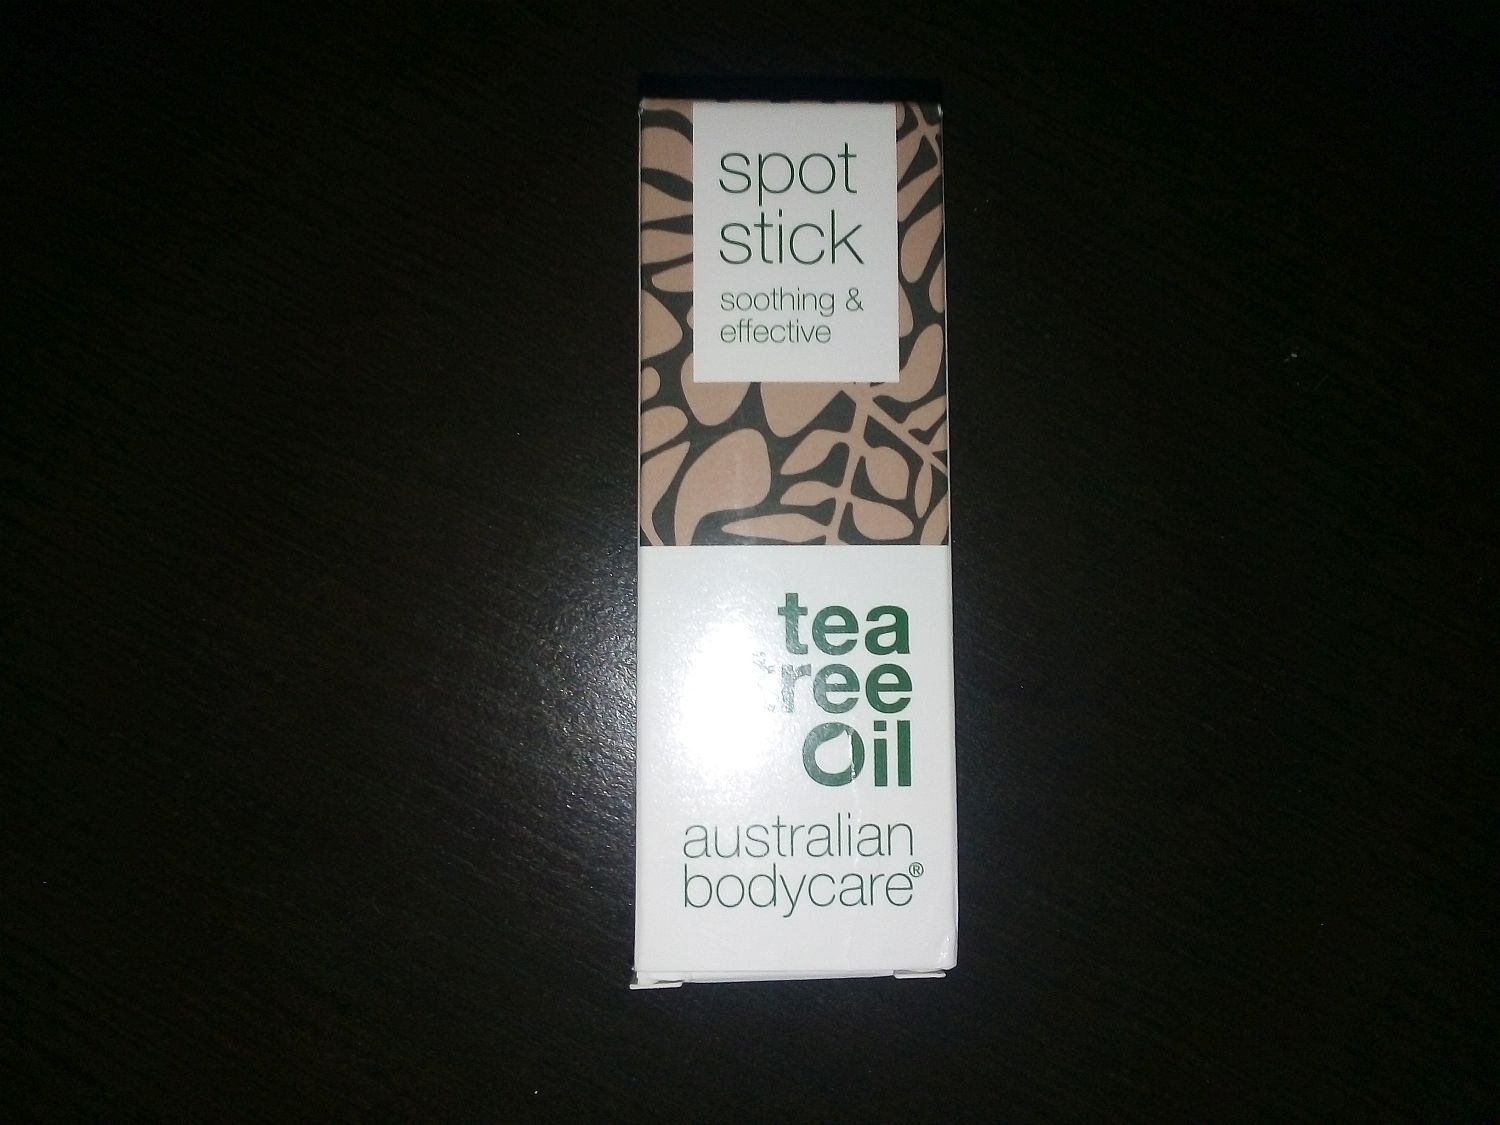 spot
stick
soothing &
effective
tea
tree
Oil
australian
bodycare®